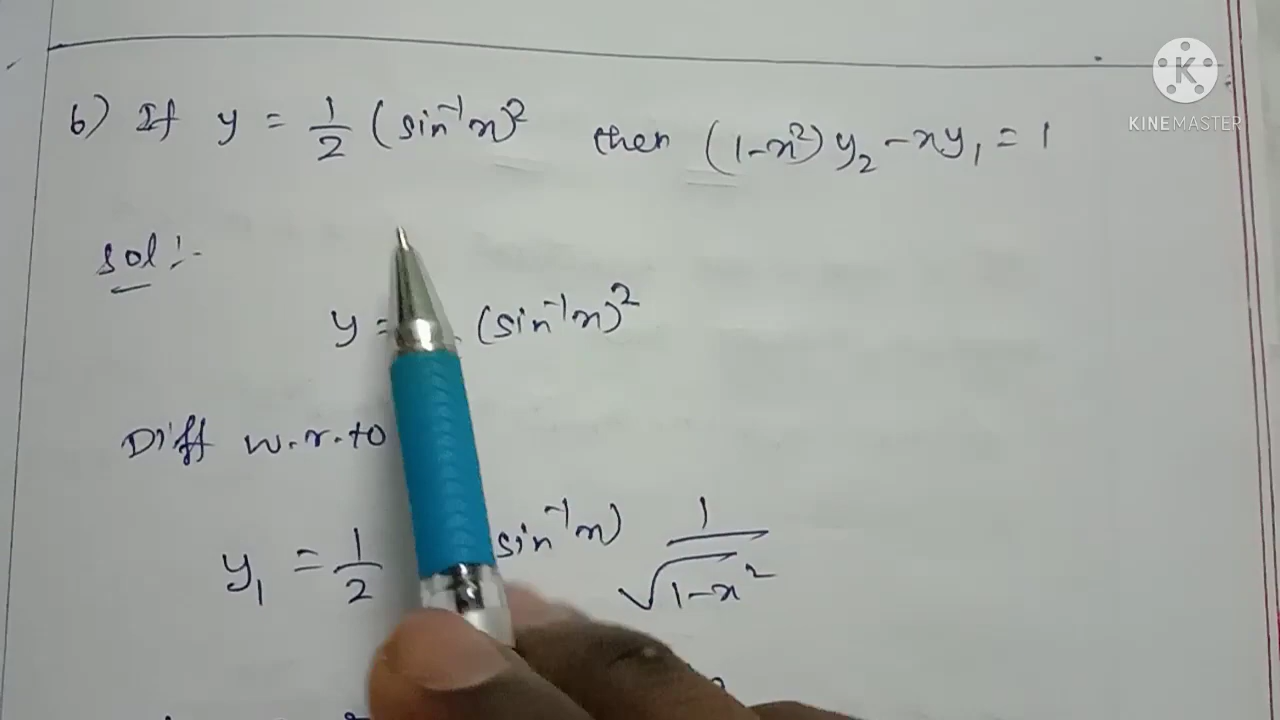 6) If y = 1/2 (sin⁻¹x)² then (1-x²) y₂ - xy₁ = 1
K
KINEMASTER
Sol:-
y = (sin⁻¹x)²
Diff w.r.to
y₁ = 1/2 sin⁻¹x) 1/√1-x²